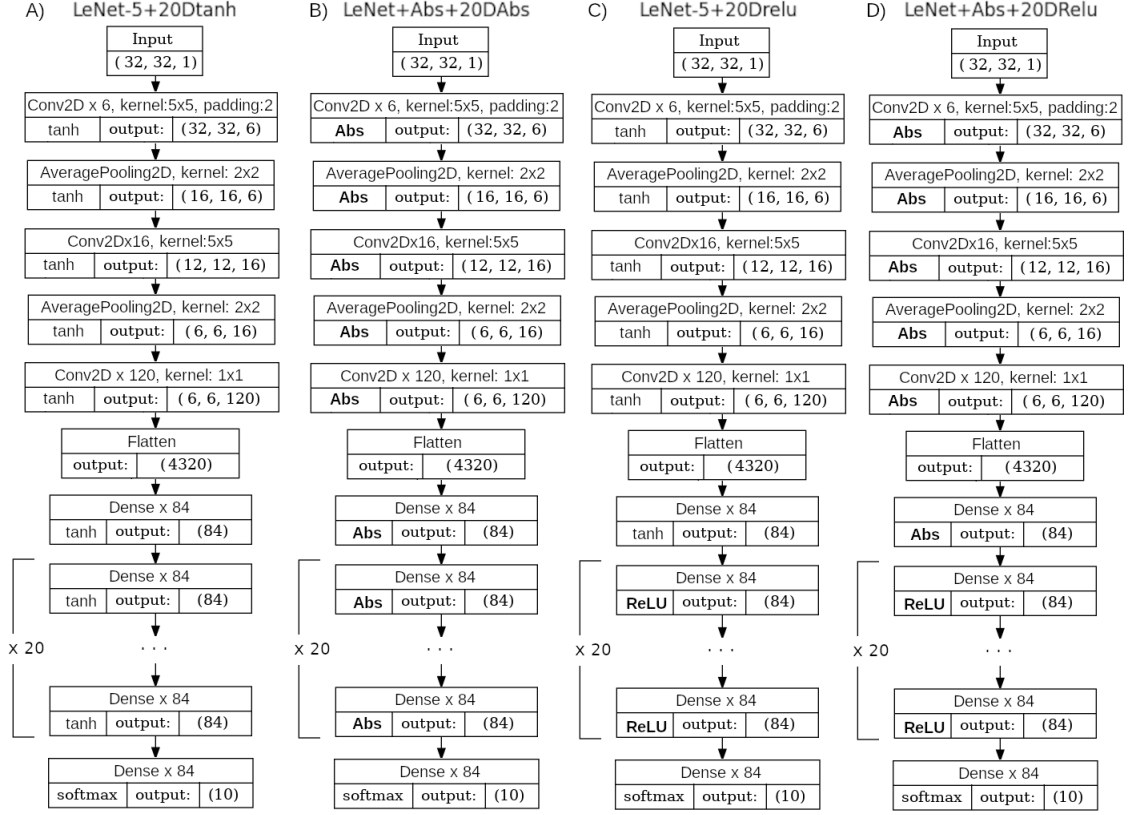 A) LeNet-5+20Dtanh
Input
(32, 32, 1)
Conv2D x 6, kernel:5x5, padding:2
tanh output: (32, 32, 6)
AveragePooling2D, kernel: 2x2
tanh output: (16, 16, 6)
Conv2Dx16, kernel:5x5
tanh output: (12, 12, 16)
AveragePooling2D, kernel: 2x2
tanh output: (6, 6, 16)
Conv2D x 120, kernel: 1x1
tanh output: (6, 6, 120)
Flatten
output: (4320)
Dense x 84
tanh output: (84)
Dense x 84
tanh output: (84)
x 20
. . .
Dense x 84
tanh output: (84)
Dense x 84
softmax output: (10)
B) LeNet+Abs+20DAbs
Input
(32, 32, 1)
Conv2D x 6, kernel:5x5, padding:2
Abs output: (32, 32, 6)
AveragePooling2D, kernel: 2x2
Abs output: (16, 16, 6)
Conv2Dx16, kernel:5x5
Abs output: (12, 12, 16)
AveragePooling2D, kernel: 2x2
Abs output: (6, 6, 16)
Conv2D x 120, kernel: 1x1
Abs output: (6, 6, 120)
Flatten
output: (4320)
Dense x 84
Abs output: (84)
Dense x 84
Abs output: (84)
x 20
. . .
Dense x 84
Abs output: (84)
Dense x 84
softmax output: (10)
C) LeNet-5+20Drelu
Input
(32, 32, 1)
Conv2D x 6, kernel:5x5, padding:2
tanh output: (32, 32, 6)
AveragePooling2D, kernel: 2x2
tanh output: (16, 16, 6)
Conv2Dx16, kernel:5x5
tanh output: (12, 12, 16)
AveragePooling2D, kernel: 2x2
tanh output: (6, 6, 16)
Conv2D x 120, kernel: 1x1
tanh output: (6, 6, 120)
Flatten
output: (4320)
Dense x 84
tanh output: (84)
Dense x 84
ReLU output: (84)
x 20
. . .
Dense x 84
ReLU output: (84)
Dense x 84
softmax output: (10)
D) LeNet+Abs+20DRelu
Input
(32, 32, 1)
Conv2D x 6, kernel:5x5, padding:2
Abs output: (32, 32, 6)
AveragePooling2D, kernel: 2x2
Abs output: (16, 16, 6)
Conv2Dx16, kernel:5x5
Abs output: (12, 12, 16)
AveragePooling2D, kernel: 2x2
Abs output: (6, 6, 16)
Conv2D x 120, kernel: 1x1
Abs output: (6, 6, 120)
Flatten
output: (4320)
Dense x 84
Abs output: (84)
Dense x 84
ReLU output: (84)
x 20
. . .
Dense x 84
ReLU output: (84)
Dense x 84
softmax output: (10)